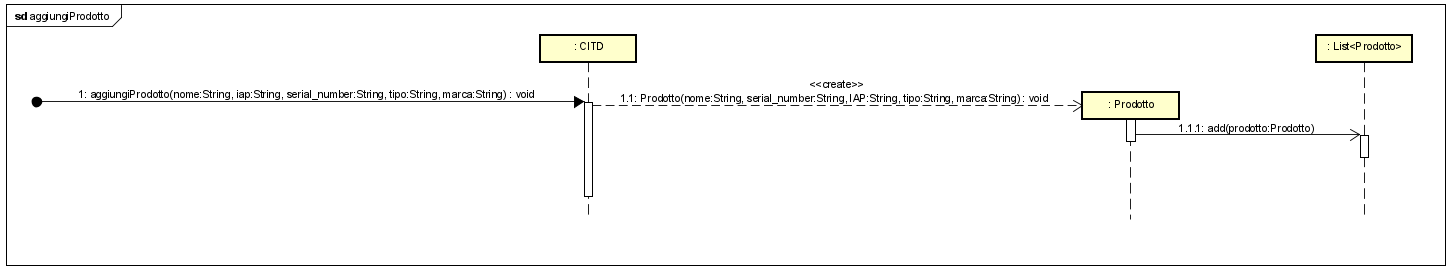 sd aggiungiProdotto
: CITD
: List<Prodotto>
<<create>>
1: aggiungiProdotto(nome:String, iap:String, serial_number:String, tipo:String, marca:String) : void
1.1: Prodotto(nome:String, serial_number:String, IAP:String, tipo:String, marca:String) : void
: Prodotto
1.1.1: add(prodotto:Prodotto)